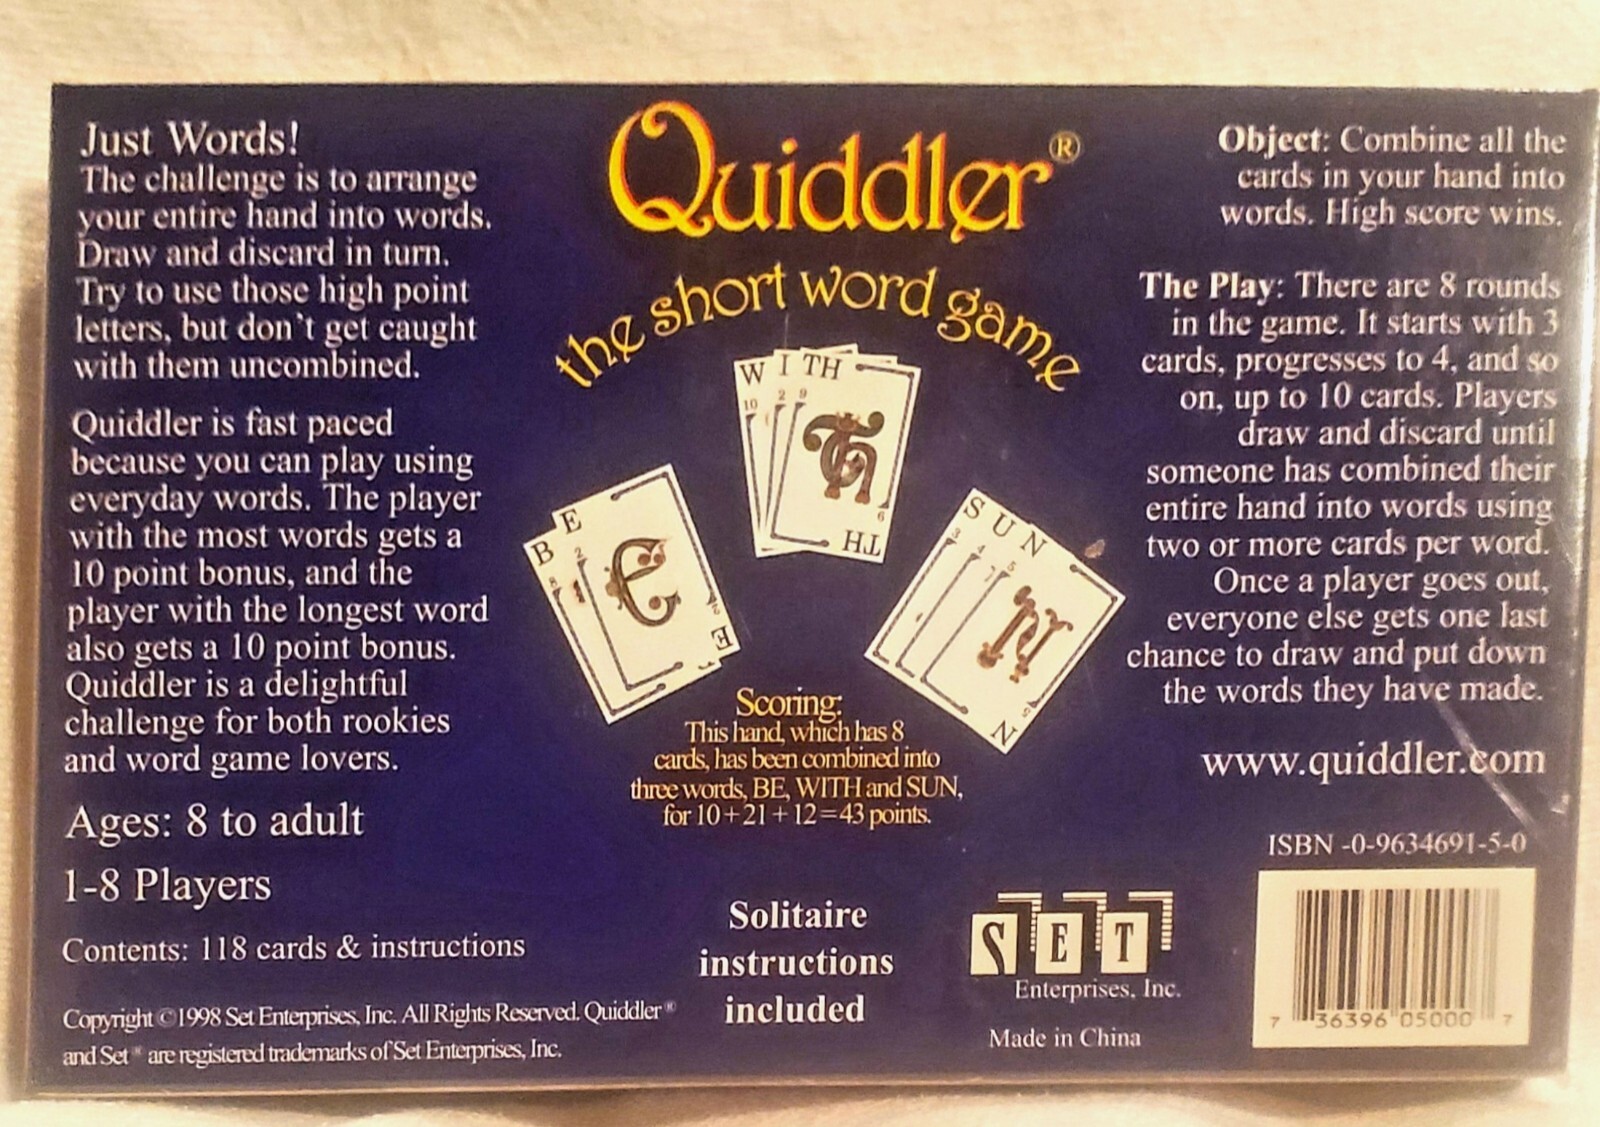 Just Words!
The challenge is to arrange
your entire hand into words.
Draw and discard in turn.
Try to use those high point
letters, but don't get caught
with them uncombined.
Quiddler is fast paced
because you can play using
everyday words. The player
with the most words gets a
10 point bonus, and the
player with the longest word
also gets a 10 point bonus.
Quiddler is a delightful
challenge for both rookies
and word game lovers.
Ages: 8 to adult
1-8 Players
Contents: 118 cards & instructions
Copyright ©1998 Set Enterprises, Inc. All Rights Reserved. Quiddler®
and Set® are registered trademarks of Set Enterprises, Inc.
Quiddler®
the short word game
W I TH
10 2 9
TH
9
B E
8 2
E
2
S U N
3 4 5
N
5
Scoring:
This hand, which has 8
cards, has been combined into
three words, BE, WITH and SUN,
for 10+21+12=43 points.
Solitaire
instructions
included
Object: Combine all the
cards in your hand into
words. High score wins.
The Play: There are 8 rounds
in the game. It starts with 3
cards, progresses to 4, and so
on, up to 10 cards. Players
draw and discard until
someone has combined their
entire hand into words using
two or more cards per word.
Once a player goes out,
everyone else gets one last
chance to draw and put down
the words they have made.
www.quiddler.com
SET
Enterprises, Inc.
Made in China
ISBN -0-9634691-5-0
7 36396 05000 7